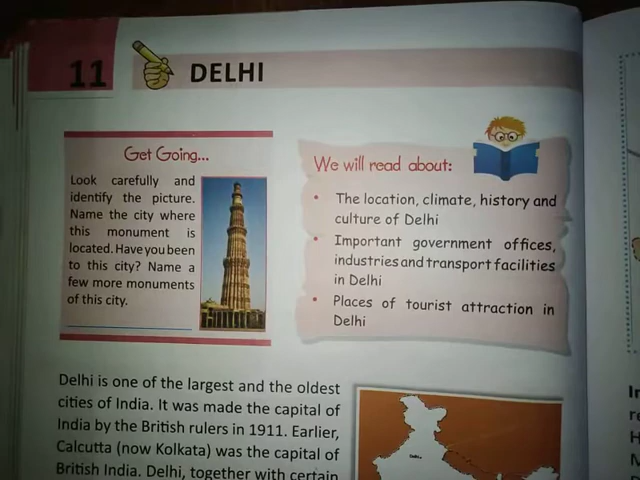 11
DELHI
Get Going...
Look carefully and
identify the picture.
Name the city where
this monument is
located. Have you been
to this city? Name a
few more monuments
of this city.
We will read about:
• The location, climate, history and
culture of Delhi
• Important government offices,
industries and transport facilities
in Delhi
• Places of tourist attraction in
Delhi
Delhi is one of the largest and the oldest
cities of India. It was made the capital of
India by the British rulers in 1911. Earlier,
Calcutta (now Kolkata) was the capital of
British India. Delhi, together with certain
Delhi
In
re
H